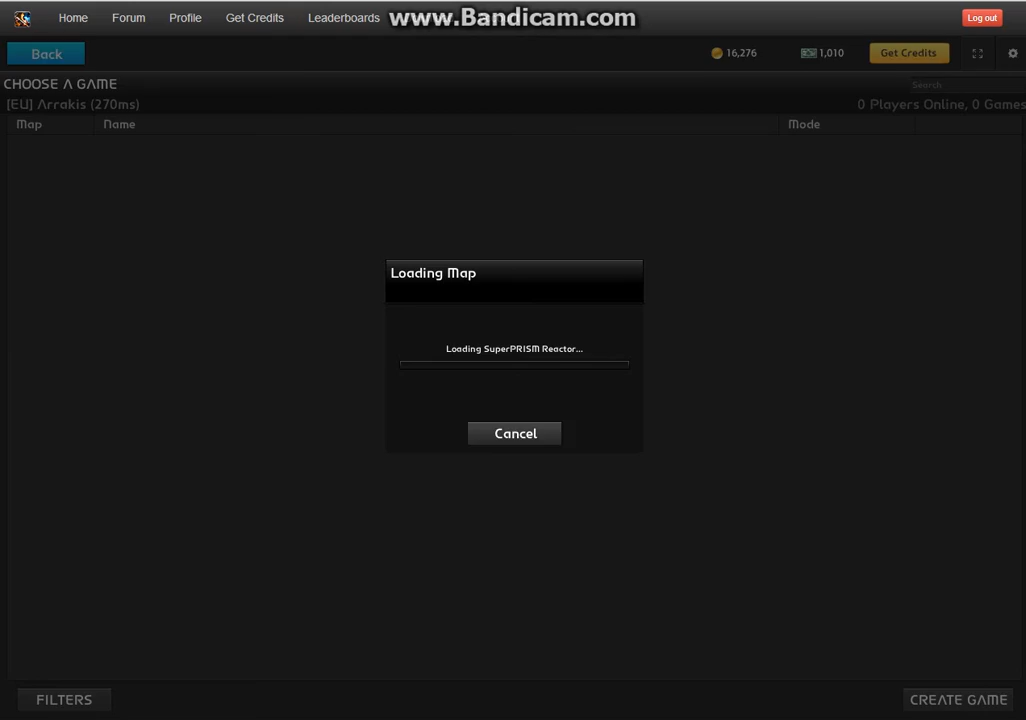 Home Forum Profile Get Credits Leaderboards www.Bandicam.com Log out
Back 16,276 1,010 Get Credits
CHOOSE A GAME Search
[EU] Arrakis (270ms) 0 Players Online, 0 Games
Map Name Mode
Loading Map
Loading SuperPRISM Reactor...
Cancel
FILTERS CREATE GAME